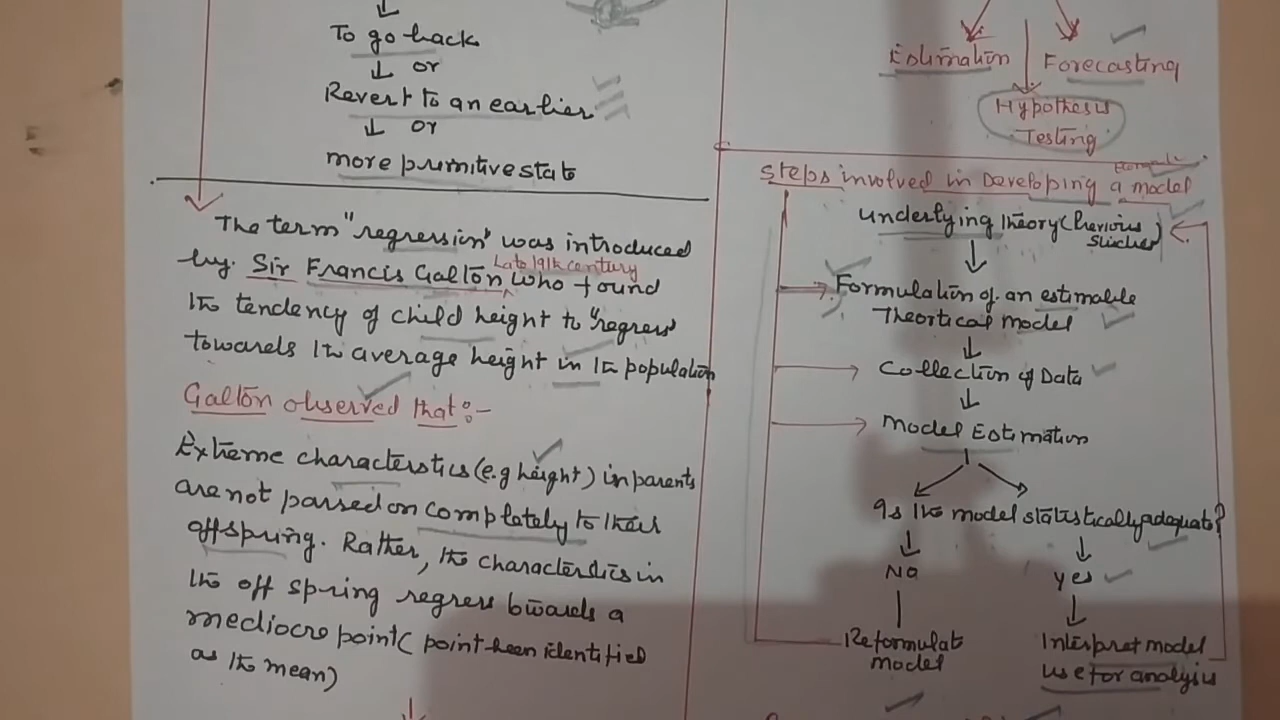 To go back
or
Revert to an earlier
or
more primitive state
The term "regression" was introduced
by Sir Francis Galton who found
Late 19th century
the tendency of child height to "regress"
towards the average height in the population
Galton observed that:-
Extreme characterstics (e.g height) in parents
are not passed on completely to their
offspring. Rather, the characteristics in
the off spring regress towards a
mediocre point (point been identified
as the mean)
Estimation
Forecasting
Hypothesis
Testing
Steps involved in Developing a model
Underlying theory (Previous
Studies)
Formulation of an estimable
Theortical model
Collection of Data
Model Estimation
Is the model statistically adequate?
No
Yes
Reformulate
model
Interpret model
use for analysis